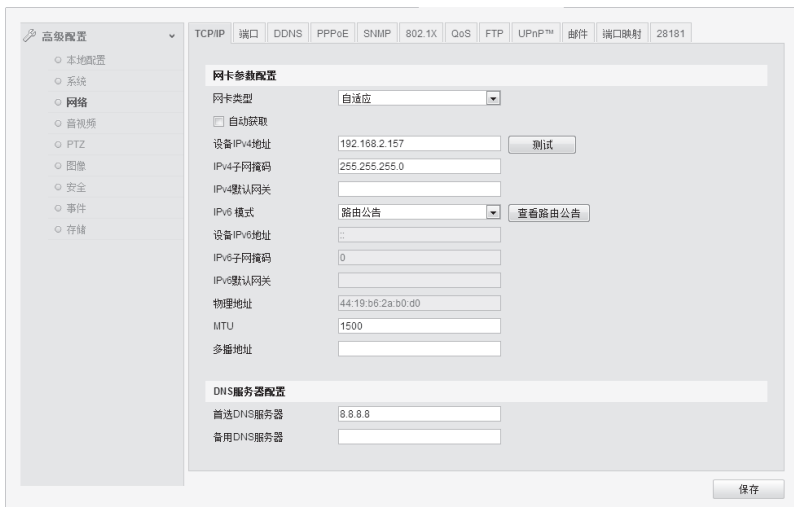 高级配置
本地配置
系统
网络
音视频
PTZ
图像
安全
事件
存储
TCP/IP 端口 DDNS PPPoE SNMP 802.1X QoS FTP UPnP™ 邮件 端口映射 28181
网卡参数配置
网卡类型 自适应
自动获取
设备IPv4地址 192.168.2.157 测试
IPv4子网掩码 255.255.255.0
IPv4默认网关
IPv6 模式 路由公告 查看路由公告
设备IPv6地址 ::
IPv6子网掩码 0
IPv6默认网关
物理地址 44:19:b6:2a:b0:d0
MTU 1500
多播地址
DNS服务器配置
首选DNS服务器 8.8.8.8
备用DNS服务器
保存